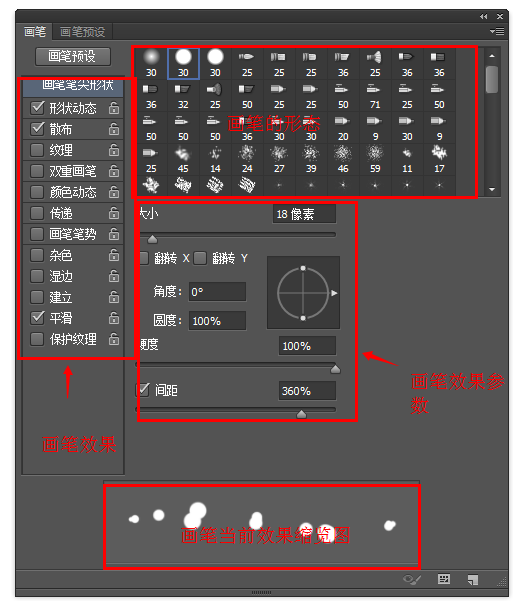 画笔 画笔预设
画笔预设
画笔笔尖形状
形状动态
散布
纹理
双重画笔
颜色动态
传递
画笔笔势
杂色
湿边
建立
平滑
保护纹理
30 30 30 25 25 25 36 25 36 36
36 32 25 50 25 25 50 71 25 50
50 50 50 36 30 30 20 9 30 9
25 45 14 24 27 39 46 59 11 17
画笔的形态
大小 18 像素
翻转 X 翻转 Y
角度: 0°
圆度: 100%
硬度 100%
间距 360%
画笔效果参
数
画笔效果
画笔当前效果缩览图